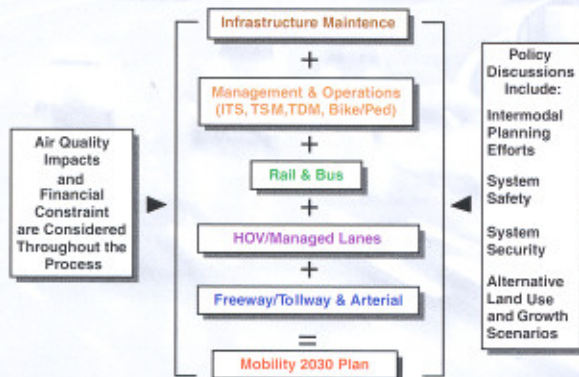 Infrastructure Maintence
+
Management & Operations
(ITS, TSM,TDM, Bike/Ped)
+
Rail & Bus
+
HOV/Managed Lanes
+
Freeway/Tollway & Arterial
=
Mobility 2030 Plan
Air Quality
Impacts
and
Financial
Constraint
are Considered
Throughout the
Process
Policy
Discussions
Include:
Intermodal
Planning
Efforts
System
Safety
System
Security
Alternative
Land Use
and Growth
Scenarios